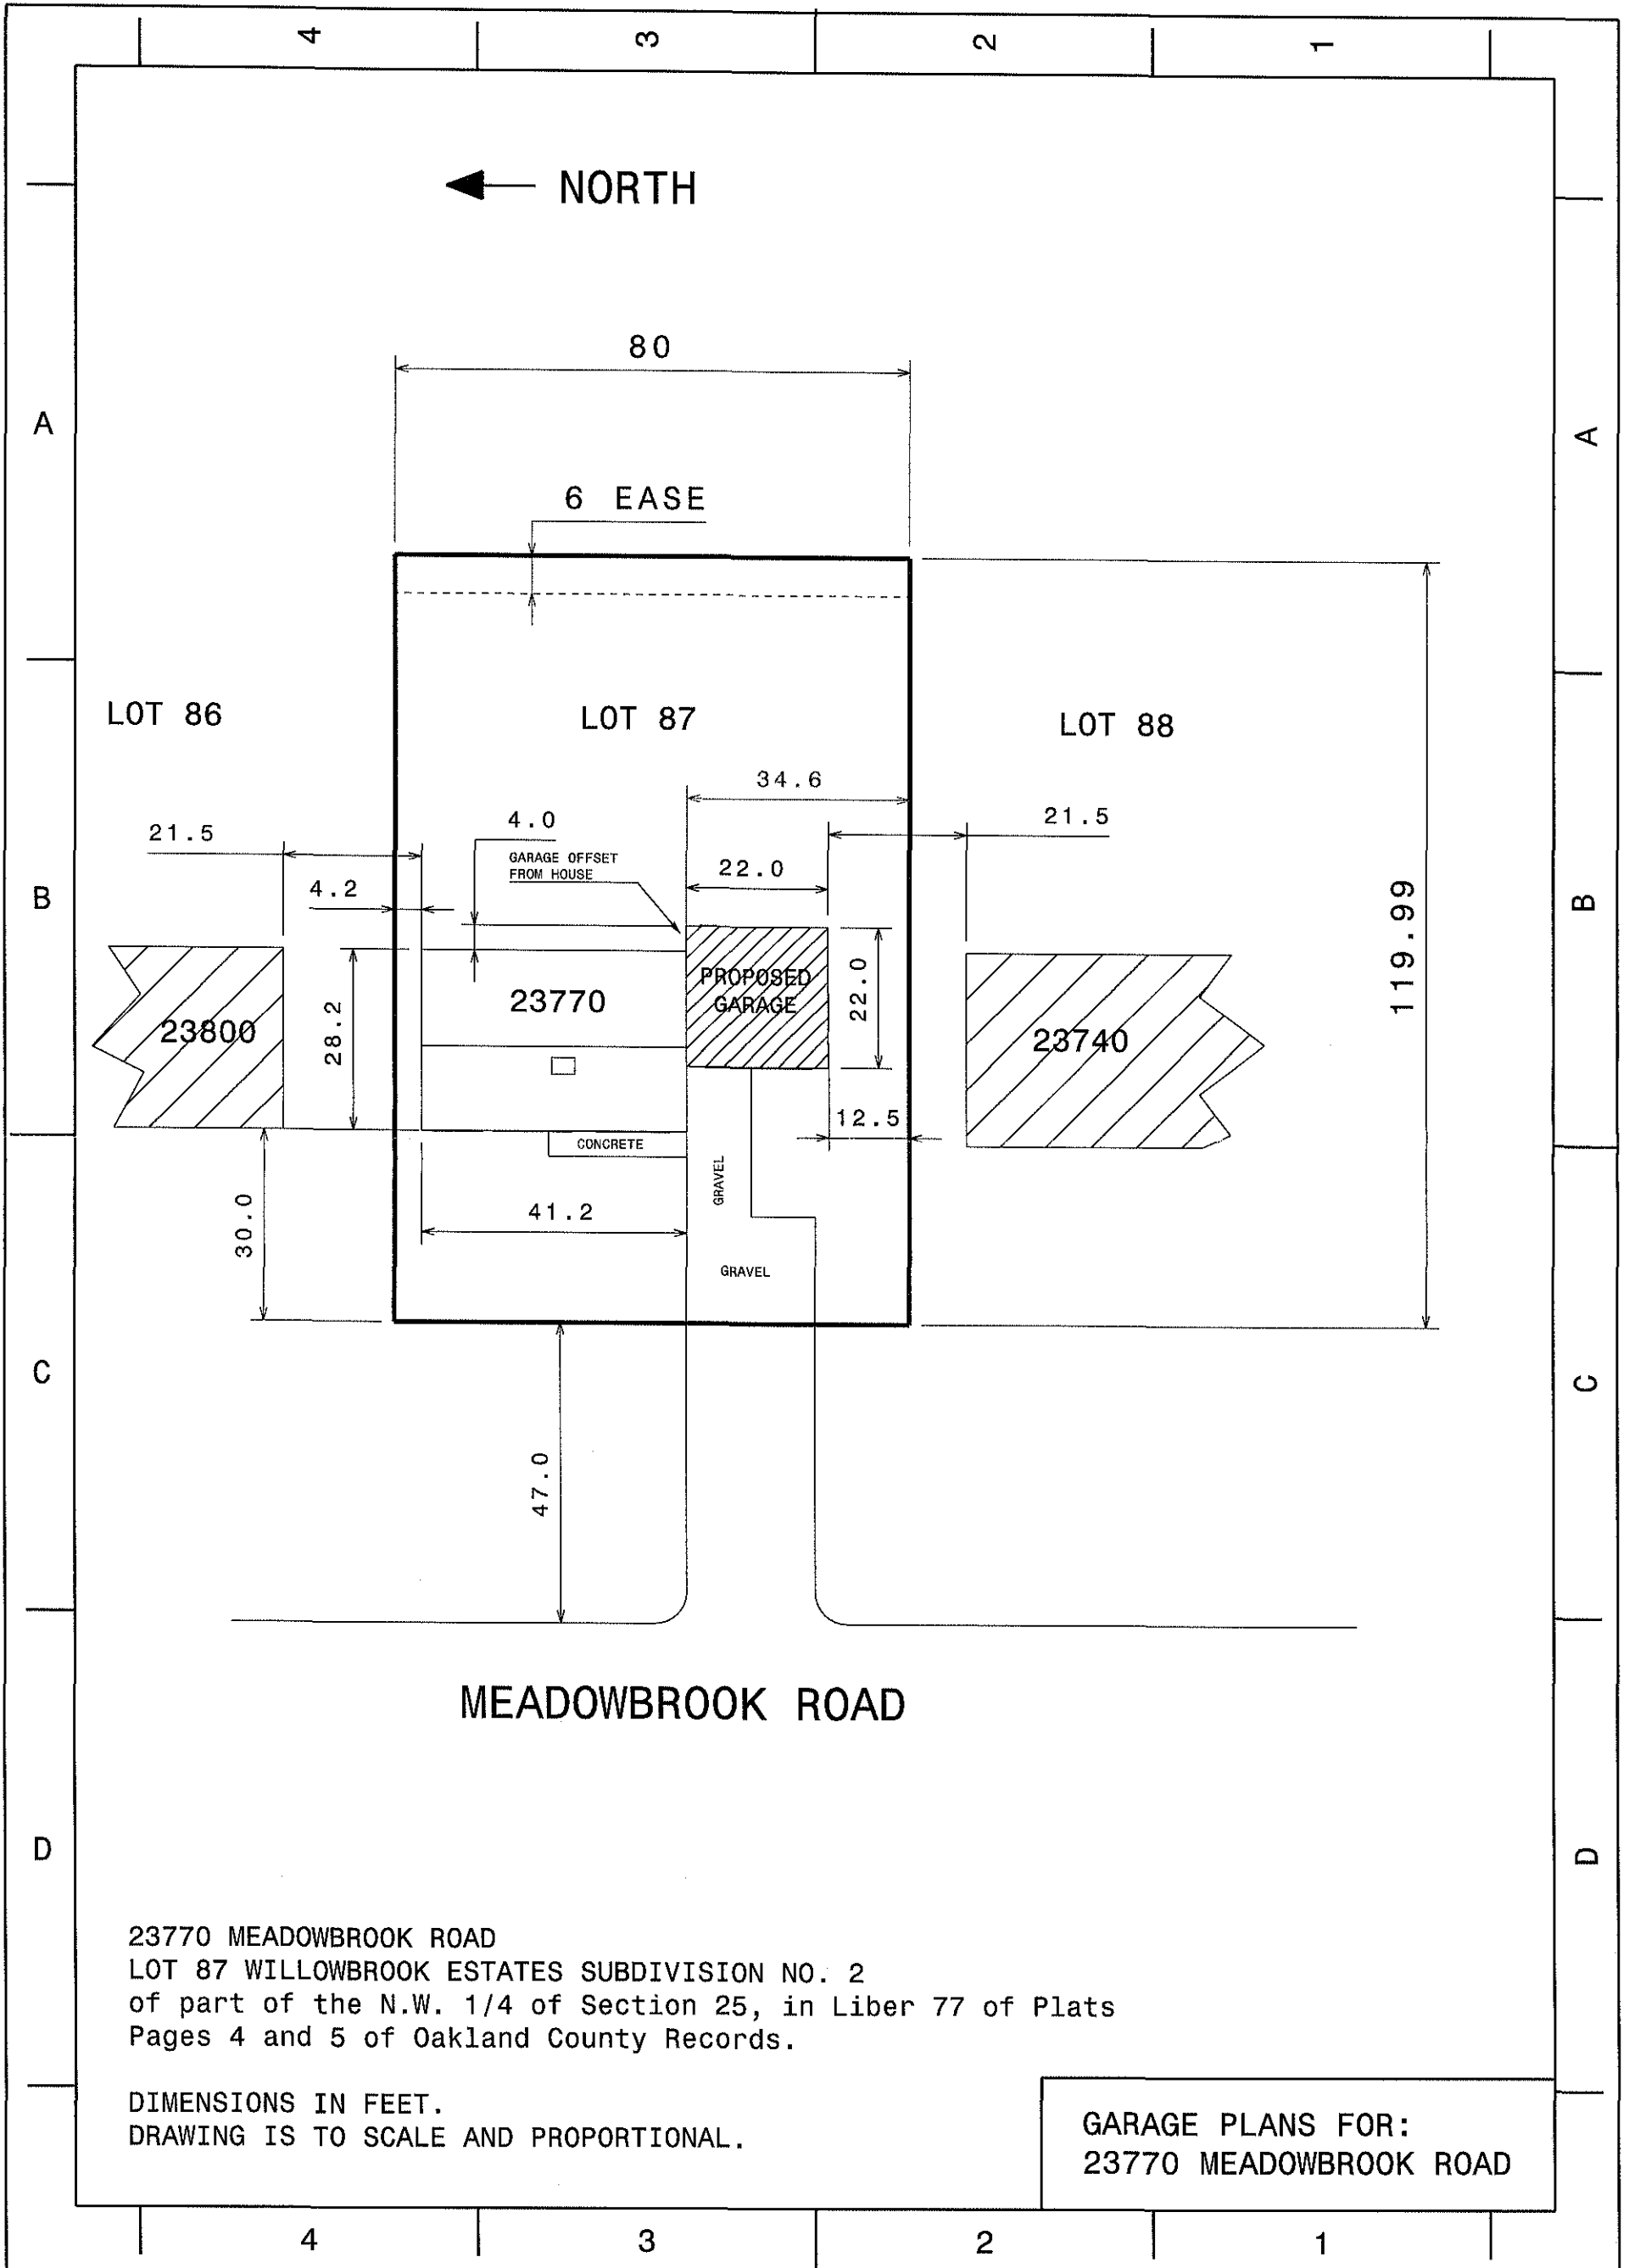 4 3 2 1
NORTH
80
A A
6 EASE
LOT 86 LOT 87 LOT 88
34.6
21.5 4.0 21.5
GARAGE OFFSET
FROM HOUSE
22.0
4.2
B B
119.99
23800 28.2 23770 PROPOSED
GARAGE
22.0 23740
12.5
CONCRETE
GRAVEL
30.0
41.2
GRAVEL
C C
47.0
MEADOWBROOK ROAD
D D
23770 MEADOWBROOK ROAD
LOT 87 WILLOWBROOK ESTATES SUBDIVISION NO. 2
of part of the N.W. 1/4 of Section 25, in Liber 77 of Plats
Pages 4 and 5 of Oakland County Records.
DIMENSIONS IN FEET.
DRAWING IS TO SCALE AND PROPORTIONAL.
GARAGE PLANS FOR:
23770 MEADOWBROOK ROAD
4 3 2 1